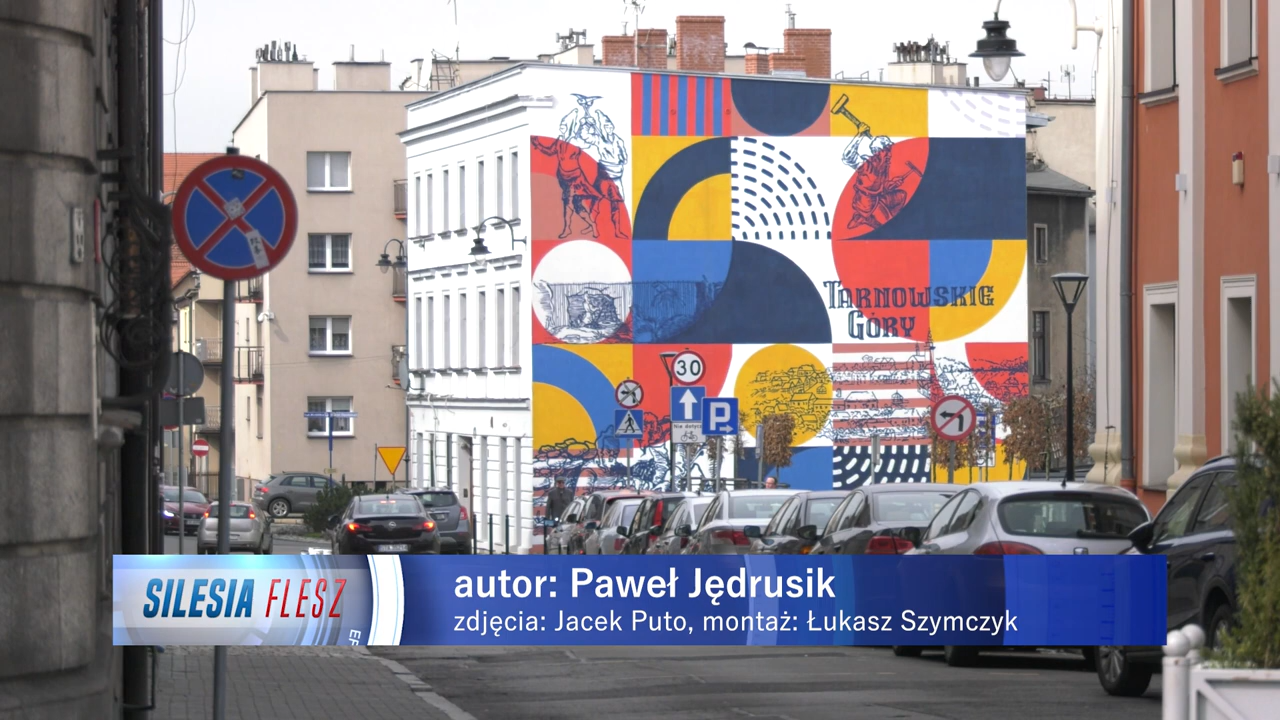 TARNOWSKIE
GÓRY
30
P
SILESIA FLESZ
autor: Paweł Jędrusik
zdjęcia: Jacek Puto, montaż: Łukasz Szymczyk